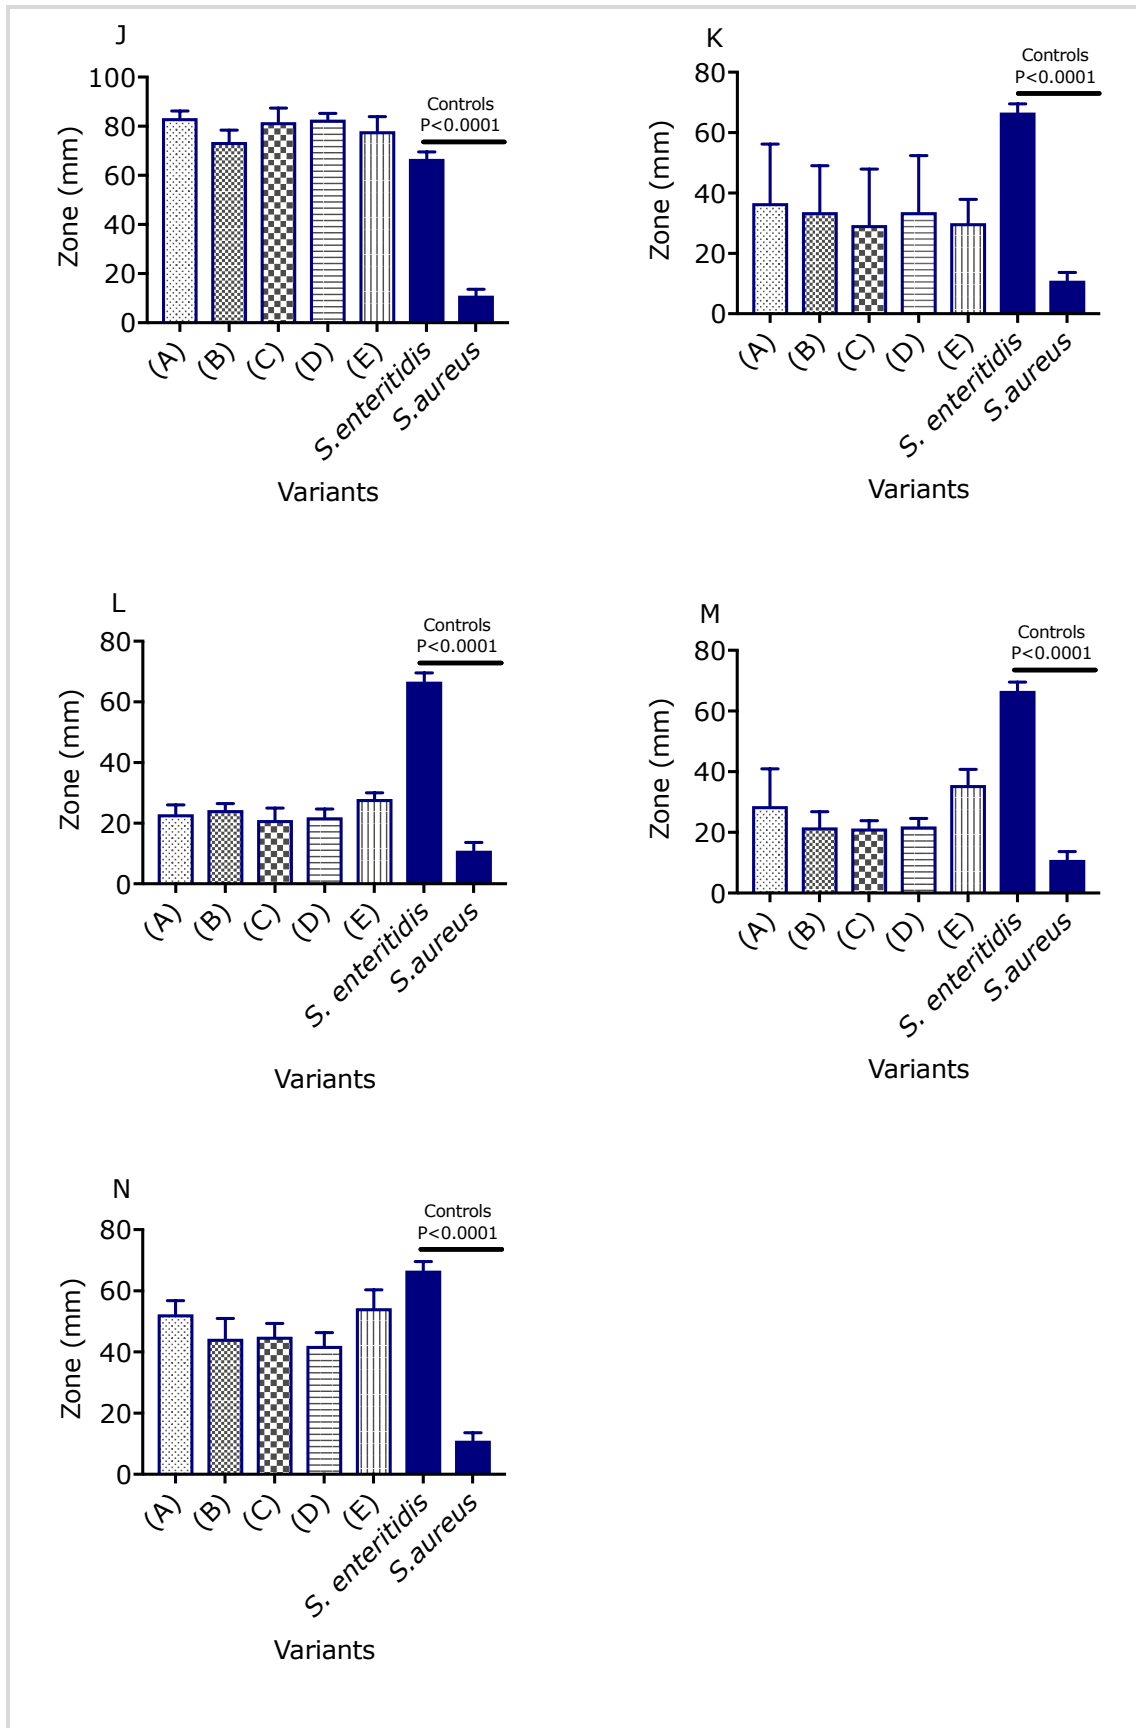 J
Controls
P<0.0001
100
80
60
40
20
0
Zone (mm)
(A)
(B)
(C)
(D)
(E)
S.enteritidis
S.aureus
Variants
K
Controls
P<0.0001
80
60
40
20
0
Zone (mm)
(A)
(B)
(C)
(D)
(E)
S. enteritidis
S.aureus
Variants
L
Controls
P<0.0001
80
60
40
20
0
Zone (mm)
(A)
(B)
(C)
(D)
(E)
S. enteritidis
S.aureus
Variants
M
Controls
P<0.0001
80
60
40
20
0
Zone (mm)
(A)
(B)
(C)
(D)
(E)
S. enteritidis
S.aureus
Variants
N
Controls
P<0.0001
80
60
40
20
0
Zone (mm)
(A)
(B)
(C)
(D)
(E)
S. enteritidis
S.aureus
Variants